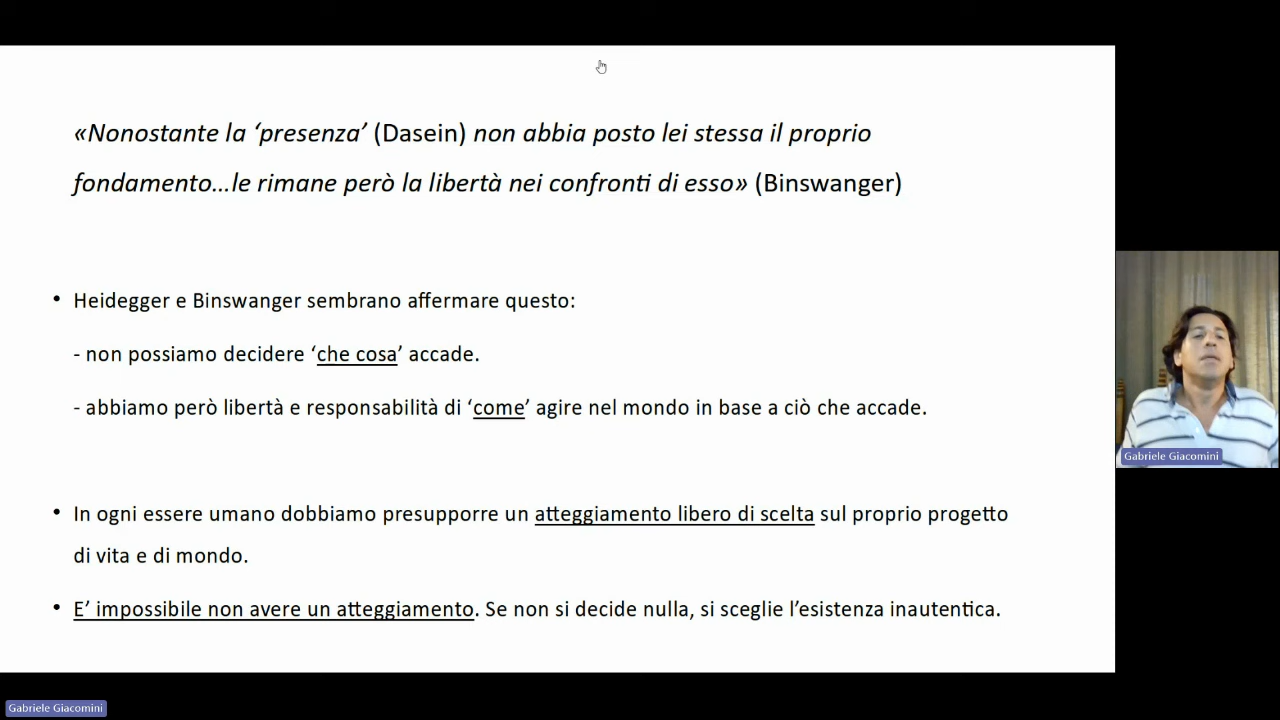 «Nonostante la ‘presenza’ (Dasein) non abbia posto lei stessa il proprio
fondamento...le rimane però la libertà nei confronti di esso» (Binswanger)
• Heidegger e Binswanger sembrano affermare questo:
- non possiamo decidere ‘che cosa’ accade.
- abbiamo però libertà e responsabilità di ‘come’ agire nel mondo in base a ciò che accade.
• In ogni essere umano dobbiamo presupporre un atteggiamento libero di scelta sul proprio progetto
di vita e di mondo.
• E’ impossibile non avere un atteggiamento. Se non si decide nulla, si sceglie l’esistenza inautentica.
Gabriele Giacomini
Gabriele Giacomini